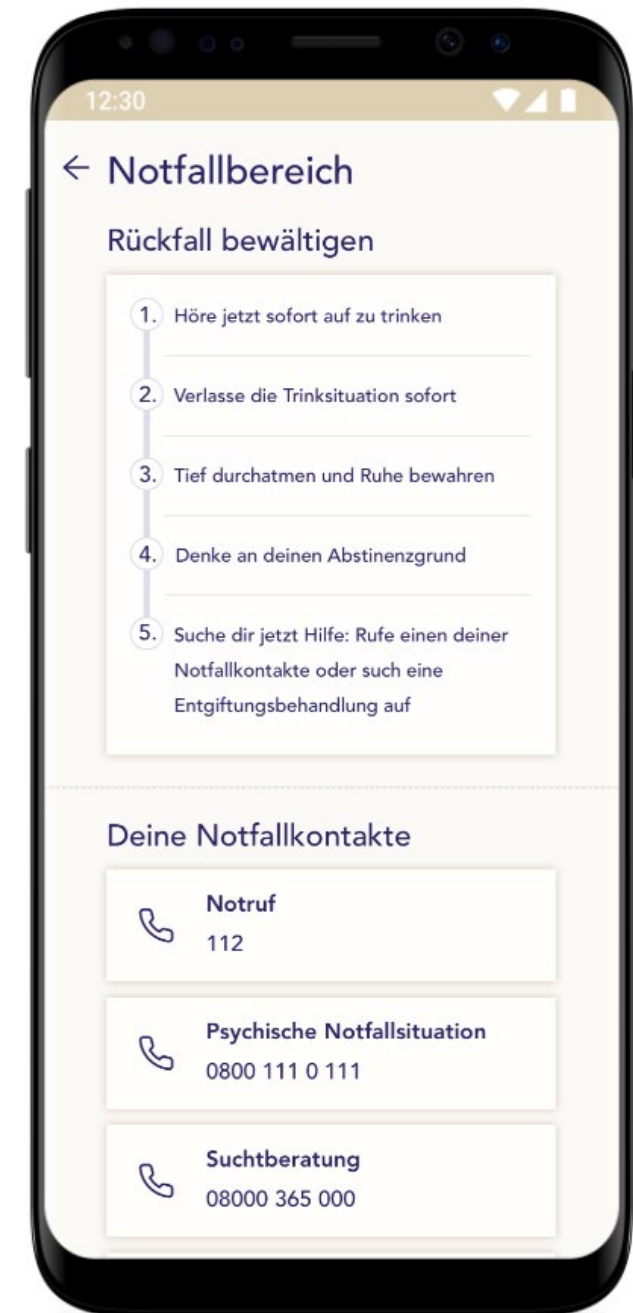 12:30
Notfallbereich
Rückfall bewältigen
1. Höre jetzt sofort auf zu trinken
2. Verlasse die Trinksituation sofort
3. Tief durchatmen und Ruhe bewahren
4. Denke an deinen Abstinenzgrund
5. Suche dir jetzt Hilfe: Rufe einen deiner
Notfallkontakte oder such eine
Entgiftungsbehandlung auf
Deine Notfallkontakte
Notruf
112
Psychische Notfallsituation
0800 111 0 111
Suchtberatung
08000 365 000